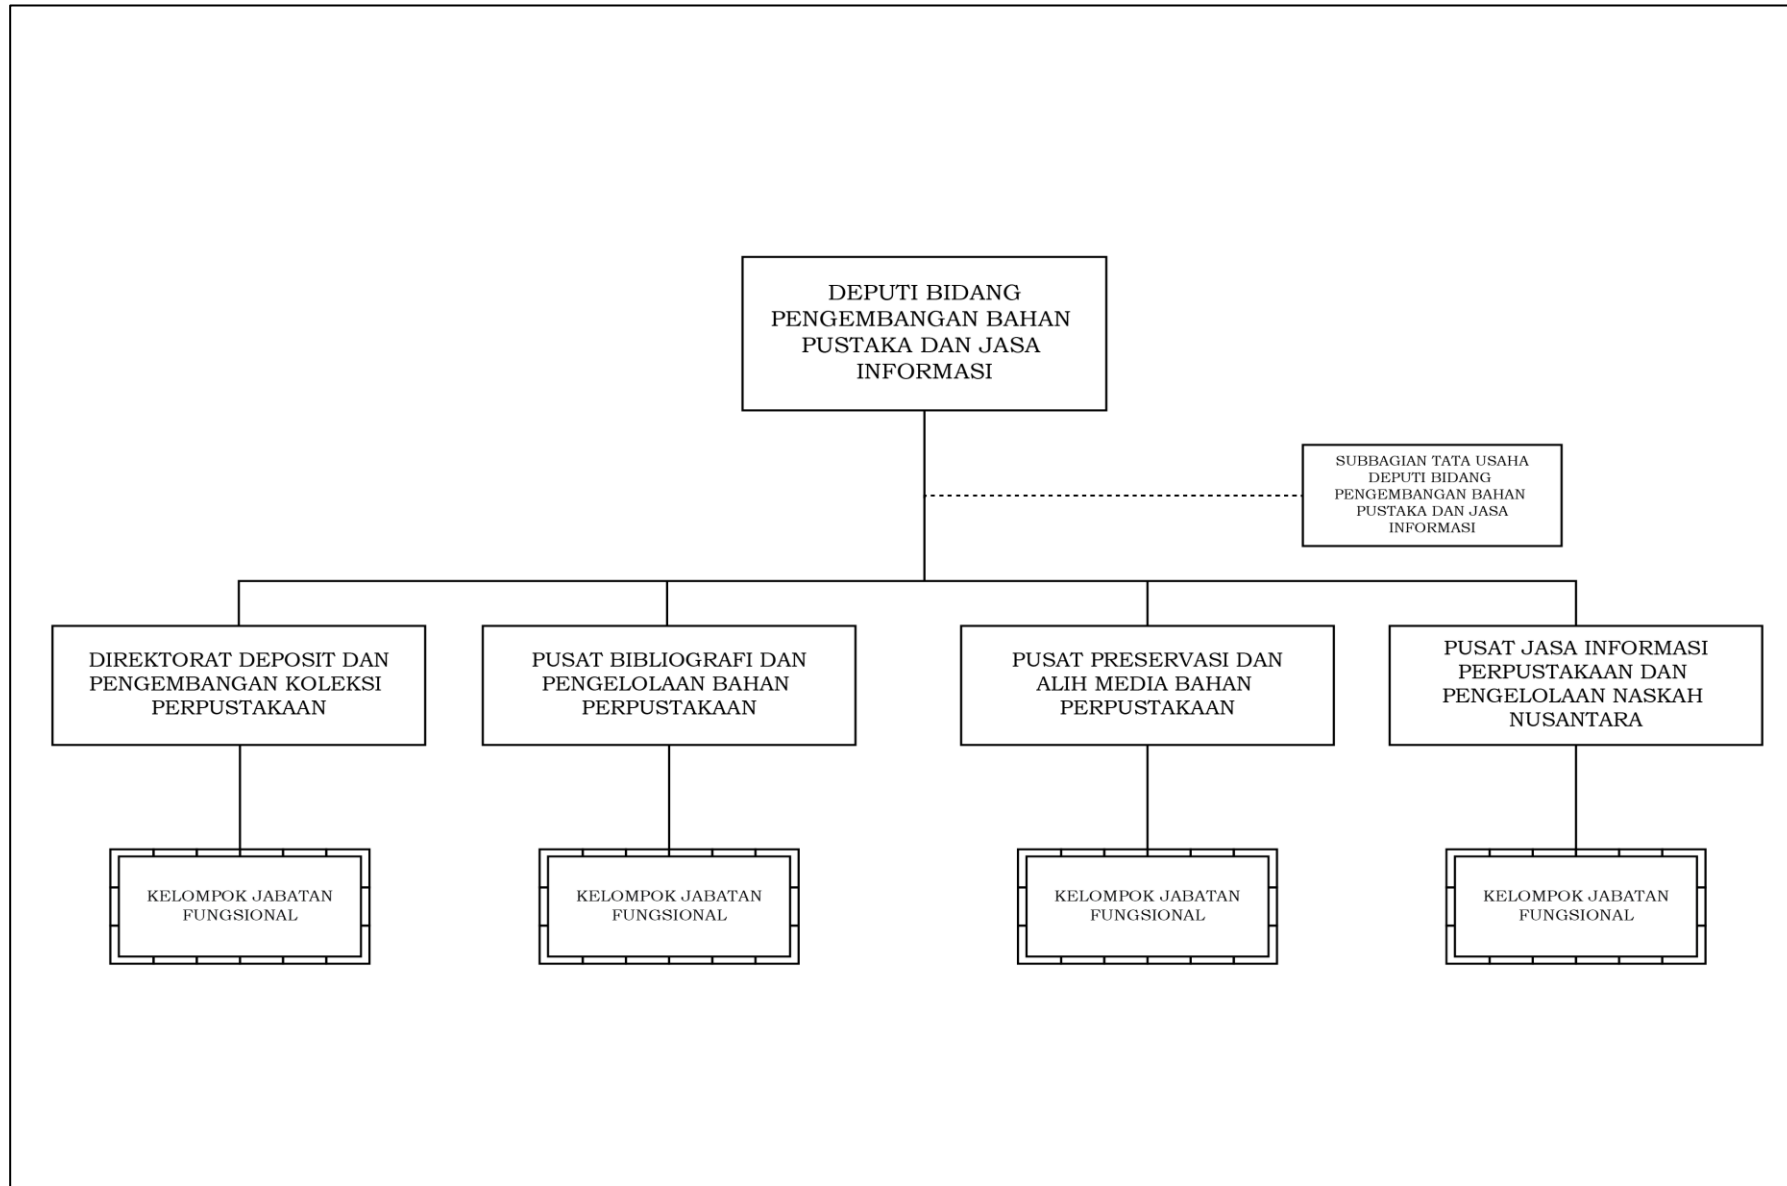 DEPUTI BIDANG
PENGEMBANGAN BAHAN
PUSTAKA DAN JASA
INFORMASI
SUBBAGIAN TATA USAHA
DEPUTI BIDANG
PENGEMBANGAN BAHAN
PUSTAKA DAN JASA
INFORMASI
DIREKTORAT DEPOSIT DAN
PENGEMBANGAN KOLEKSI
PERPUSTAKAAN
PUSAT BIBLIOGRAFI DAN
PENGELOLAAN BAHAN
PERPUSTAKAAN
PUSAT PRESERVASI DAN
ALIH MEDIA BAHAN
PERPUSTAKAAN
PUSAT JASA INFORMASI
PERPUSTAKAAN DAN
PENGELOLAAN NASKAH
NUSANTARA
KELOMPOK JABATAN
FUNGSIONAL
KELOMPOK JABATAN
FUNGSIONAL
KELOMPOK JABATAN
FUNGSIONAL
KELOMPOK JABATAN
FUNGSIONAL